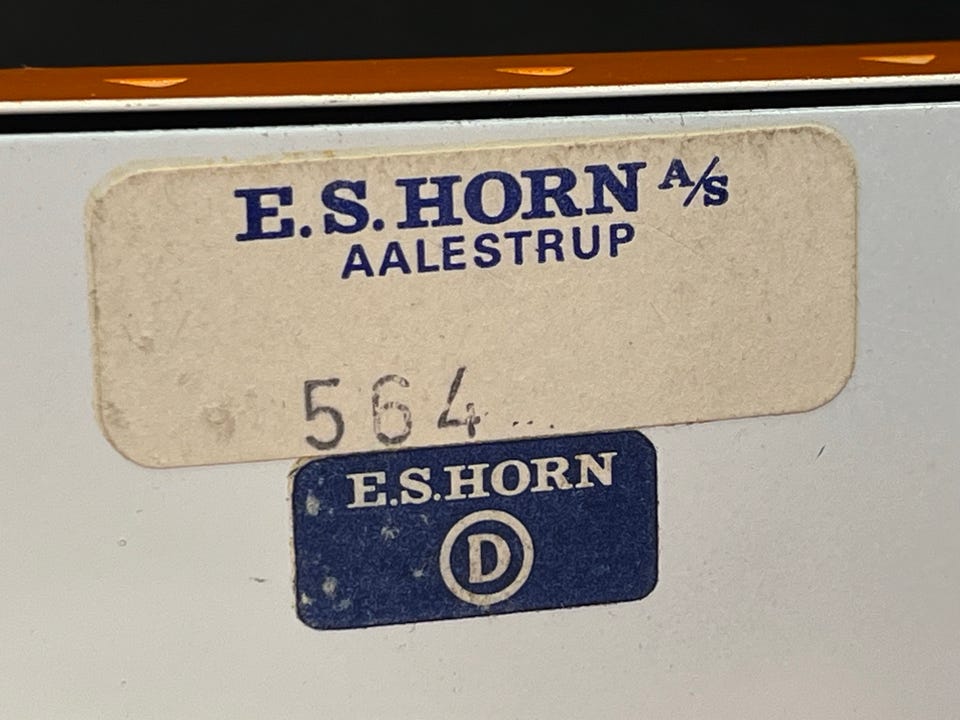 E.S. HORN A/S
AALESTRUP
564...
E.S. HORN
D